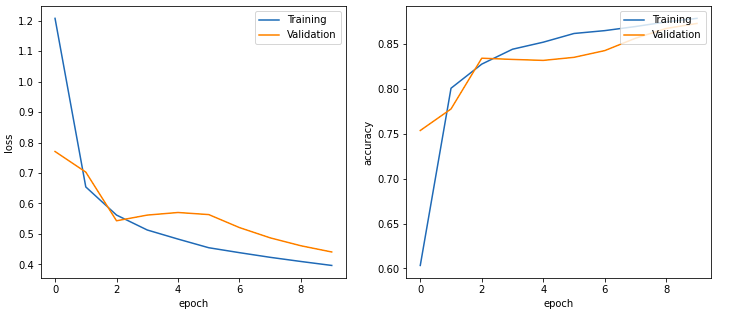 1.2
1.1
1.0
0.9
0.8
0.7
0.6
0.5
0.4
loss
0 2 4 6 8
epoch
Training
Validation
0.85
0.80
0.75
0.70
0.65
0.60
accuracy
0 2 4 6 8
epoch
Training
Validation